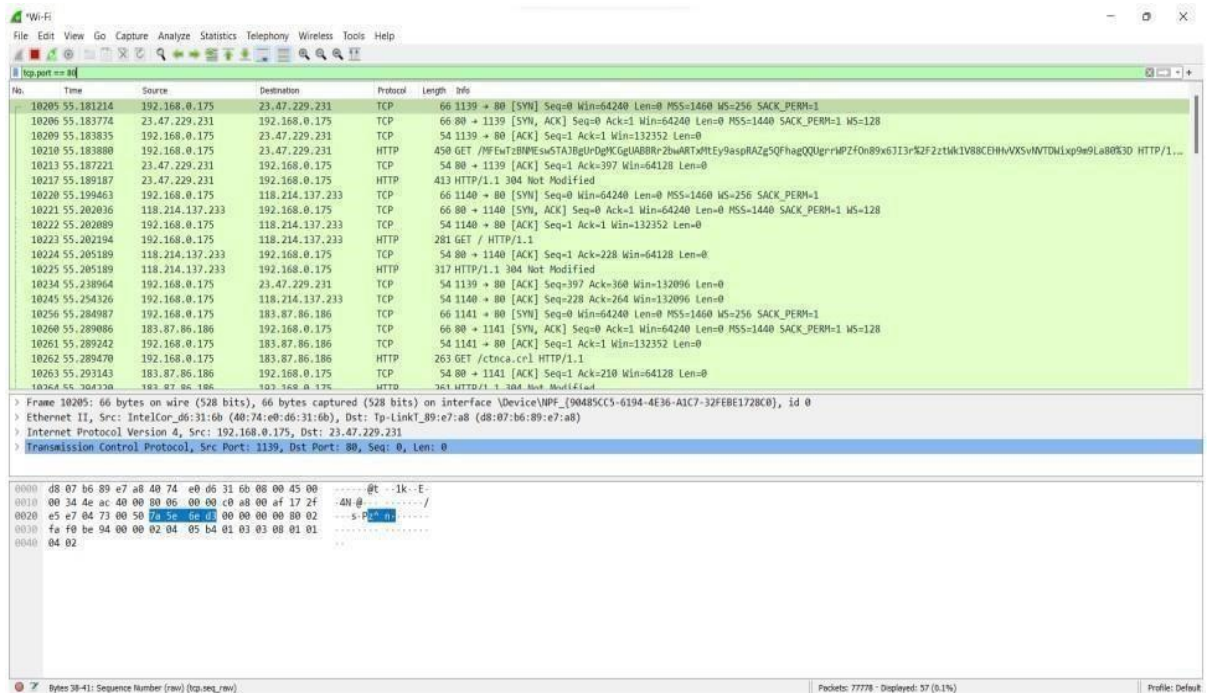 *Wi-Fi
File Edit View Go Capture Analyze Statistics Telephony Wireless Tools Help
tcp.port == 80
No. Time Source Destination Protocol Length Info
10205 55.181214 192.168.0.175 23.47.229.231 TCP 66 1139 → 80 [SYN] Seq=0 Win=64240 Len=0 MSS=1460 WS=256 SACK_PERM=1
10206 55.183774 23.47.229.231 192.168.0.175 TCP 66 80 → 1139 [SYN, ACK] Seq=0 Ack=1 Win=64240 Len=0 MSS=1440 SACK_PERM=1 WS=128
10209 55.183835 192.168.0.175 23.47.229.231 TCP 54 1139 → 80 [ACK] Seq=1 Ack=1 Win=132352 Len=0
10210 55.183880 192.168.0.175 23.47.229.231 HTTP 450 GET HTTP/1...
10213 55.187221 23.47.229.231 192.168.0.175 TCP 54 80 → 1139 [ACK] Seq=1 Ack=397 Win=64128 Len=0
10217 55.189187 23.47.229.231 192.168.0.175 HTTP 413 HTTP/1.1 304 Not Modified
10220 55.199463 192.168.0.175 118.214.137.233 TCP 66 1140 → 80 [SYN] Seq=0 Win=64240 Len=0 MSS=1460 WS=256 SACK_PERM=1
10221 55.202036 118.214.137.233 192.168.0.175 TCP 66 80 → 1140 [SYN, ACK] Seq=0 Ack=1 Win=64240 Len=0 MSS=1440 SACK_PERM=1 WS=128
10222 55.202089 192.168.0.175 118.214.137.233 TCP 54 1140 → 80 [ACK] Seq=1 Ack=1 Win=132352 Len=0
10223 55.202194 192.168.0.175 118.214.137.233 HTTP 281 GET / HTTP/1.1
10224 55.205189 118.214.137.233 192.168.0.175 TCP 54 80 → 1140 [ACK] Seq=1 Ack=228 Win=64128 Len=0
10225 55.205189 118.214.137.233 192.168.0.175 HTTP 317 HTTP/1.1 304 Not Modified
10234 55.238964 192.168.0.175 23.47.229.231 TCP 54 1139 → 80 [ACK] Seq=397 Ack=360 Win=132096 Len=0
10245 55.254326 192.168.0.175 118.214.137.233 TCP 54 1140 → 80 [ACK] Seq=228 Ack=264 Win=132096 Len=0
10256 55.284987 192.168.0.175 183.87.86.186 TCP 66 1141 → 80 [SYN] Seq=0 Win=64240 Len=0 MSS=1460 WS=256 SACK_PERM=1
10260 55.289086 183.87.86.186 192.168.0.175 TCP 66 80 → 1141 [SYN, ACK] Seq=0 Ack=1 Win=64240 Len=0 MSS=1440 SACK_PERM=1 WS=128
10261 55.289242 192.168.0.175 183.87.86.186 TCP 54 1141 → 80 [ACK] Seq=1 Ack=1 Win=132352 Len=0
10262 55.289470 192.168.0.175 183.87.86.186 HTTP 263 GET /ctnca.crl HTTP/1.1
10263 55.293143 183.87.86.186 192.168.0.175 TCP 54 80 → 1141 [ACK] Seq=1 Ack=210 Win=64128 Len=0
10264 55.294220 183.87.86.186 192.168.0.175 HTTP 261 HTTP/1.1 304 Not Modified
> Frame 10205: 66 bytes on wire (528 bits), 66 bytes captured (528 bits) on interface \Device\NPF_{90485CC5-6194-4E36-A1C7-32FEBE1728C0}, id 0
> Ethernet II, Src: IntelCor_d6:31:6b (40:74:e0:d6:31:6b), Dst: Tp-LinkT_89:e7:a8 (d8:07:b6:89:e7:a8)
> Internet Protocol Version 4, Src: 192.168.0.175, Dst: 23.47.229.231
> Transmission Control Protocol, Src Port: 1139, Dst Port: 80, Seq: 0, Len: 0
0000 d8 07 b6 89 e7 a8 40 74 e0 d6 31 6b 08 00 45 00 ······@t ··1k··E·
0010 00 34 4e ac 40 00 80 06 00 00 c0 a8 00 af 17 2f ·4N·@··· ·······/
0020 e5 e7 04 73 00 50 7a 5e 6e d3 00 00 00 00 80 02 ···s·Pz^ n·······
0030 fa f0 be 94 00 00 02 04 05 b4 01 03 03 08 01 01 ········ ········
0040 04 02 ··
Bytes 38-41: Sequence Number (raw) (tcp.seq_raw)
Packets: 77778 · Displayed: 57 (0.1%)
Profile: Default